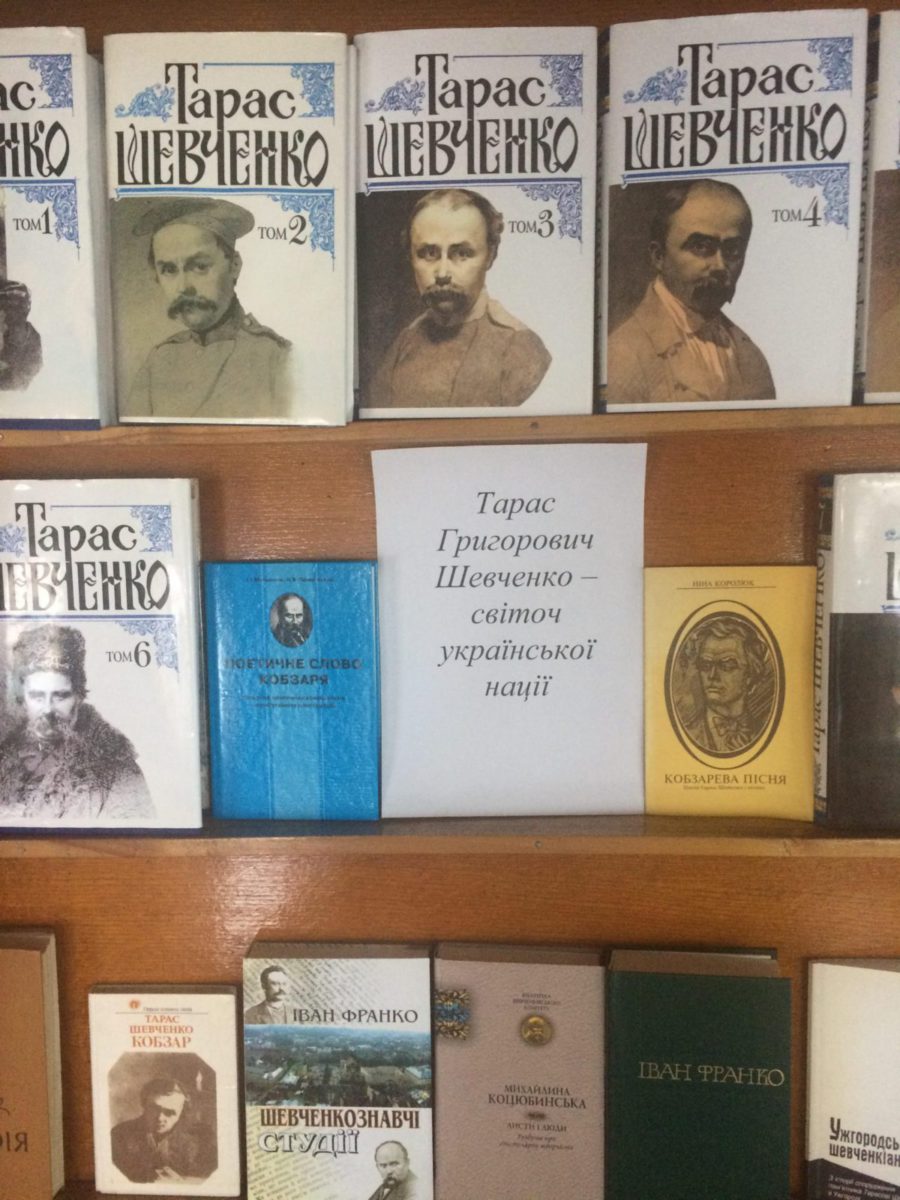 ас
ЕВЧЕНКО
ТОМ 1
Тарас
ШЕВЧЕНКО
ТОМ 2
Тарас
ШЕВЧЕНКО
ТОМ 3
Тарас
ШЕВЧЕНКО
ТОМ 4
Тарас
ШЕВЧЕНКО
ТОМ 6
ПОЕТИЧНЕ СЛОВО
КОБЗАРЯ
Тарас
Григорович
Шевченко –
світоч
української
нації
НІНА КОРОЛЮК
КОБЗАРЕВА ПІСНЯ
ТАРАС
ШЕВЧЕНКО
КОБЗАР
ІВАН ФРАНКО
ШЕВЧЕНКОЗНАВЧІ
СТУДІЇ
МИХАЙЛИНА
КОЦЮБИНСЬКА
ЛИСТИ І ЛЮДИ
ІВАН ФРАНКО
Ужгородсь
шевченкіан